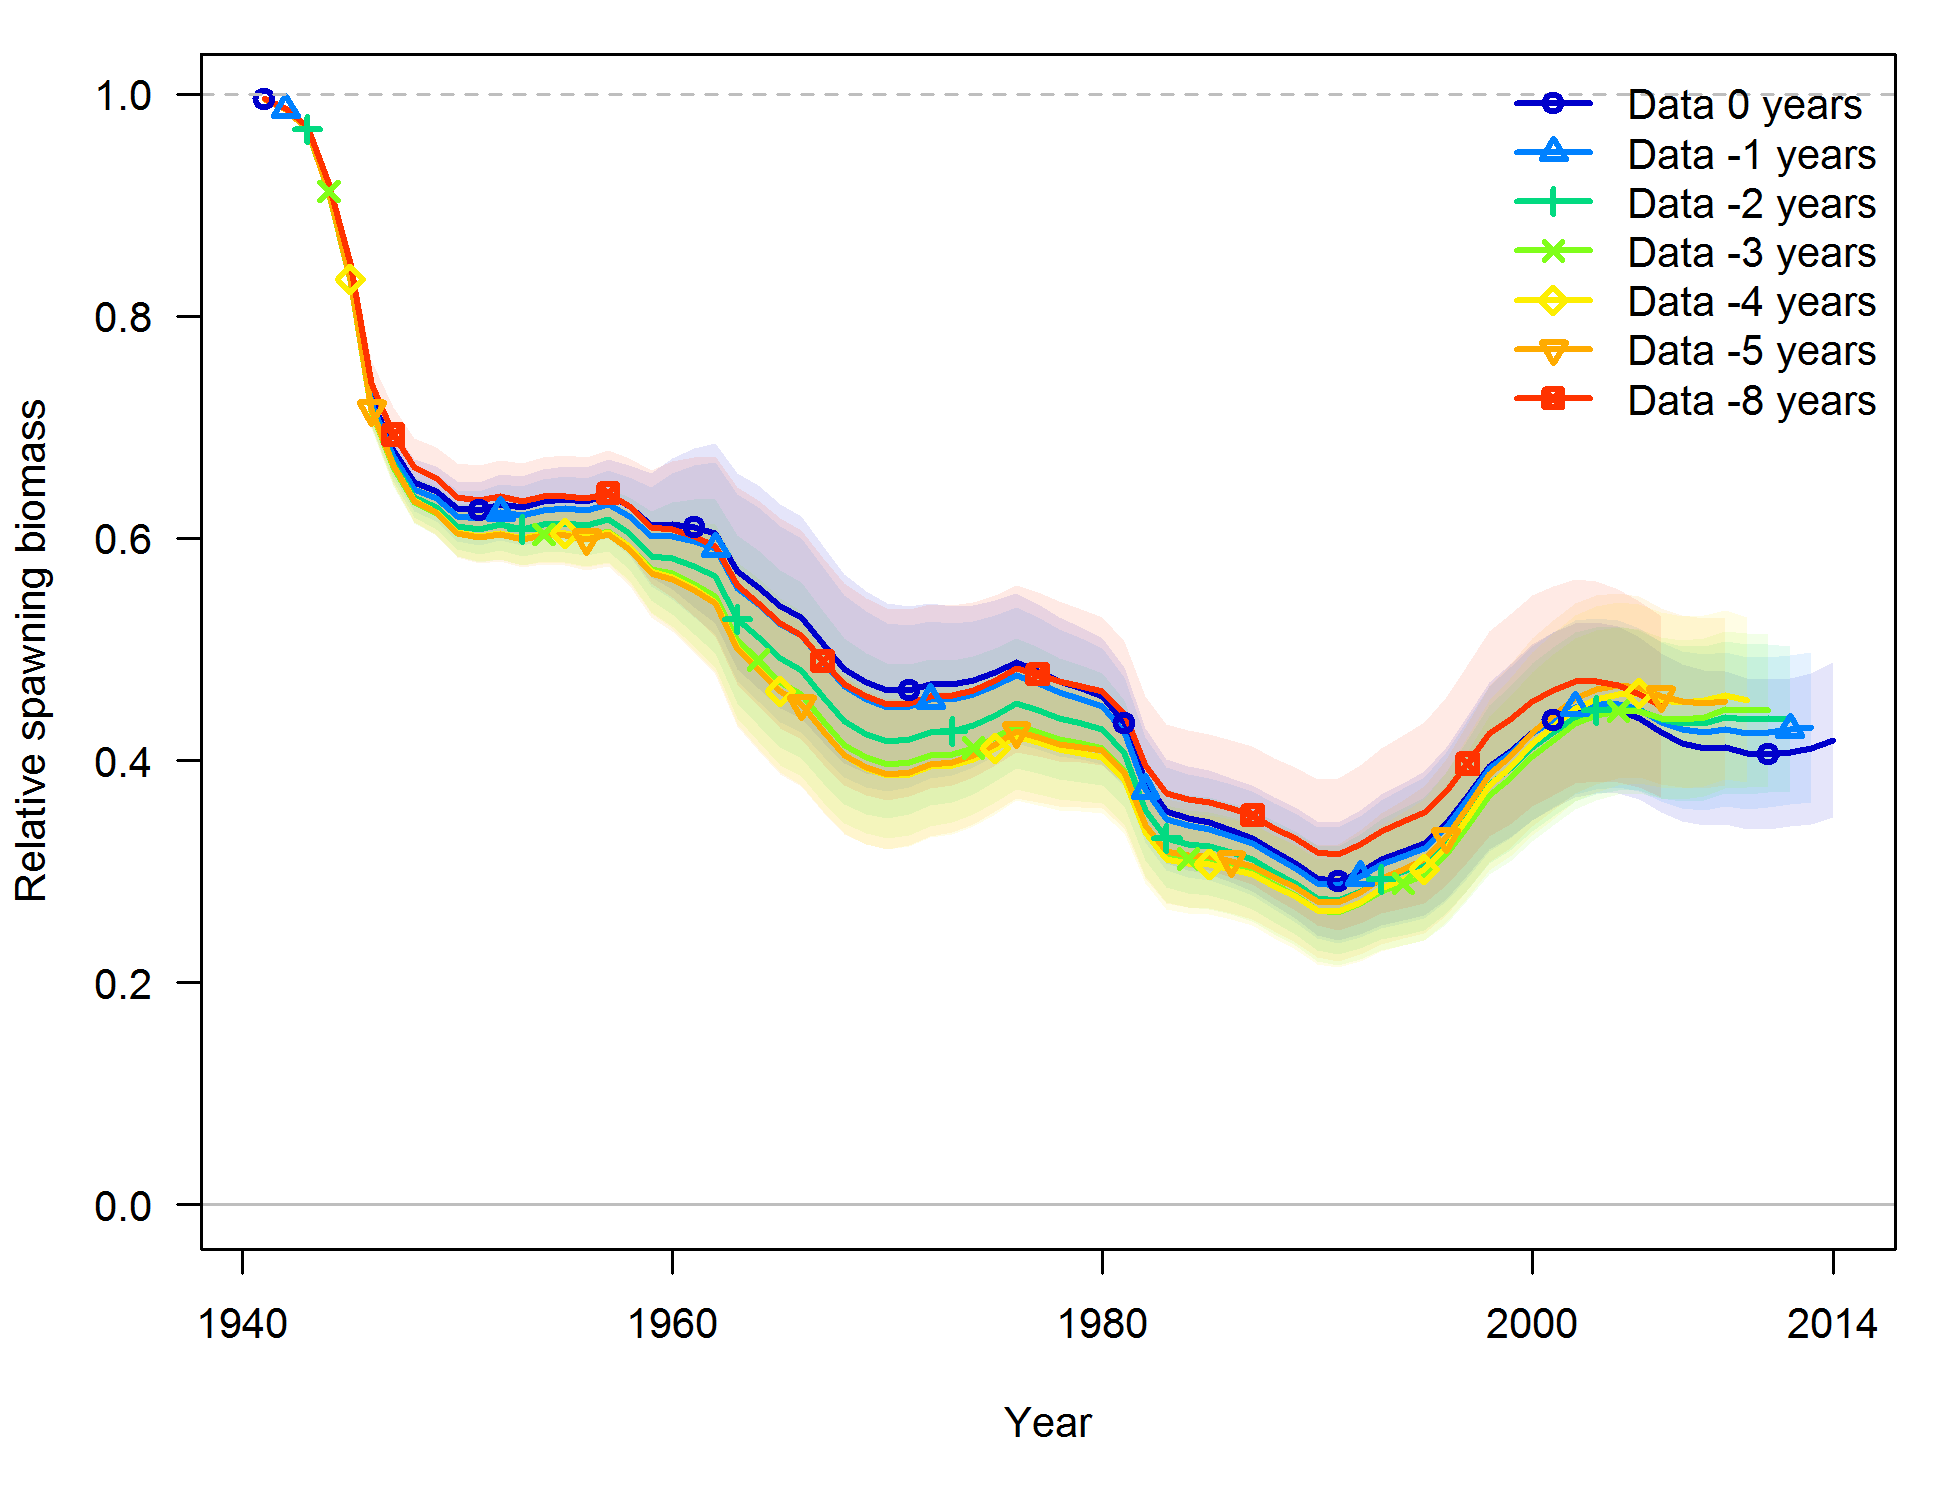 1.0
0.8
0.6
0.4
0.2
0.0
Relative spawning biomass
Data 0 years
Data -1 years
Data -2 years
Data -3 years
Data -4 years
Data -5 years
Data -8 years
1940 1960 1980 2000 2014
Year